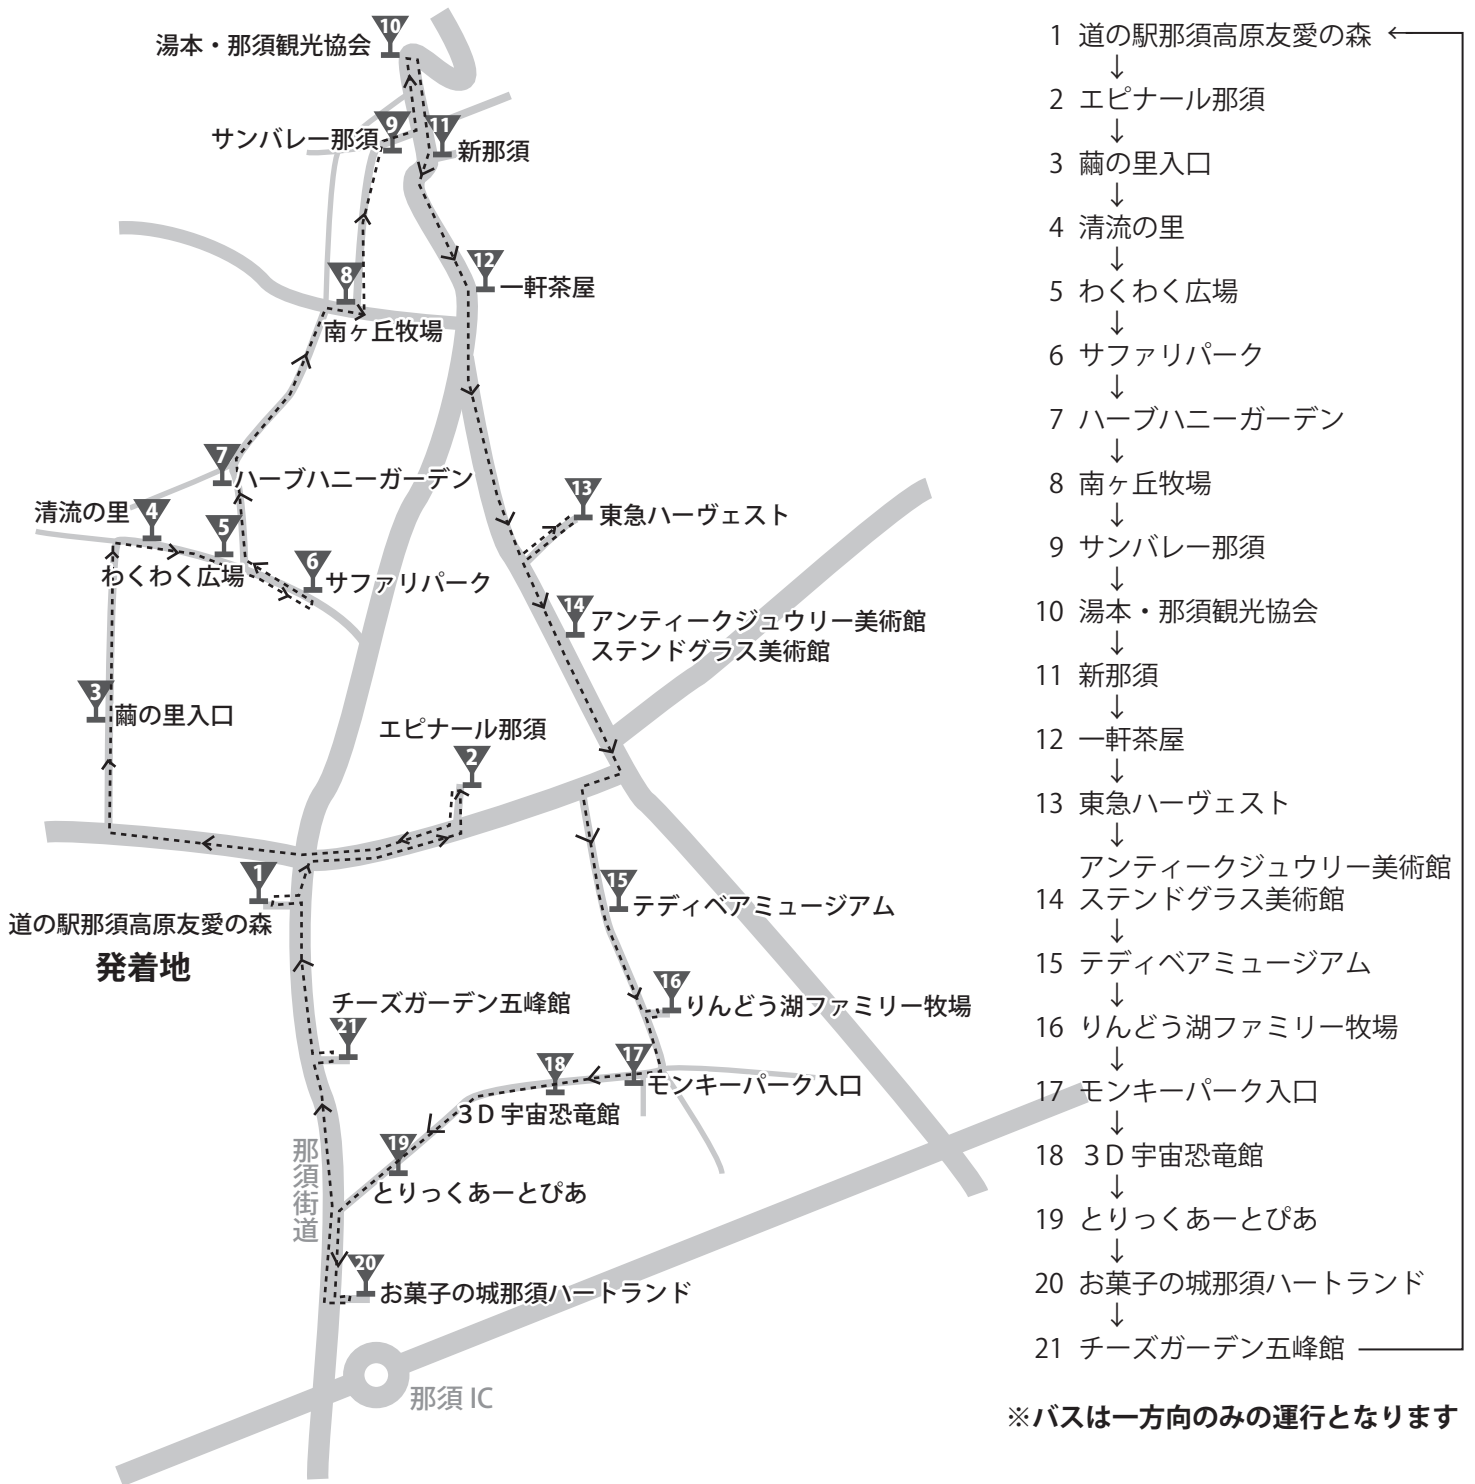 10
湯本・那須観光協会
9
サンバレー那須
11
新那須
12
一軒茶屋
8
南ヶ丘牧場
7
ハーブハニーガーデン
13
東急ハーヴェスト
清流の里
4
5
わくわく広場
6
サファリパーク
14
アンティークジュウリー美術館
ステンドグラス美術館
3
繭の里入口
エピナール那須
2
1
道の駅那須高原友愛の森
発着地
15
テディベアミュージアム
16
りんどう湖ファミリー牧場
チーズガーデン五峰館
21
17
モンキーパーク入口
18
3D 宇宙恐竜館
19
とりっくあーとぴあ
那須街道
20
お菓子の城那須ハートランド
那須 IC
1 道の駅那須高原友愛の森 ←
↓
2 エピナール那須
↓
3 繭の里入口
↓
4 清流の里
↓
5 わくわく広場
↓
6 サファリパーク
↓
7 ハーブハニーガーデン
↓
8 南ヶ丘牧場
↓
9 サンバレー那須
↓
10 湯本・那須観光協会
↓
11 新那須
↓
12 一軒茶屋
↓
13 東急ハーヴェスト
↓
アンティークジュウリー美術館
14 ステンドグラス美術館
↓
15 テディベアミュージアム
↓
16 りんどう湖ファミリー牧場
↓
17 モンキーパーク入口
↓
18 3D 宇宙恐竜館
↓
19 とりっくあーとぴあ
↓
20 お菓子の城那須ハートランド
↓
21 チーズガーデン五峰館
※バスは一方向のみの運行となります